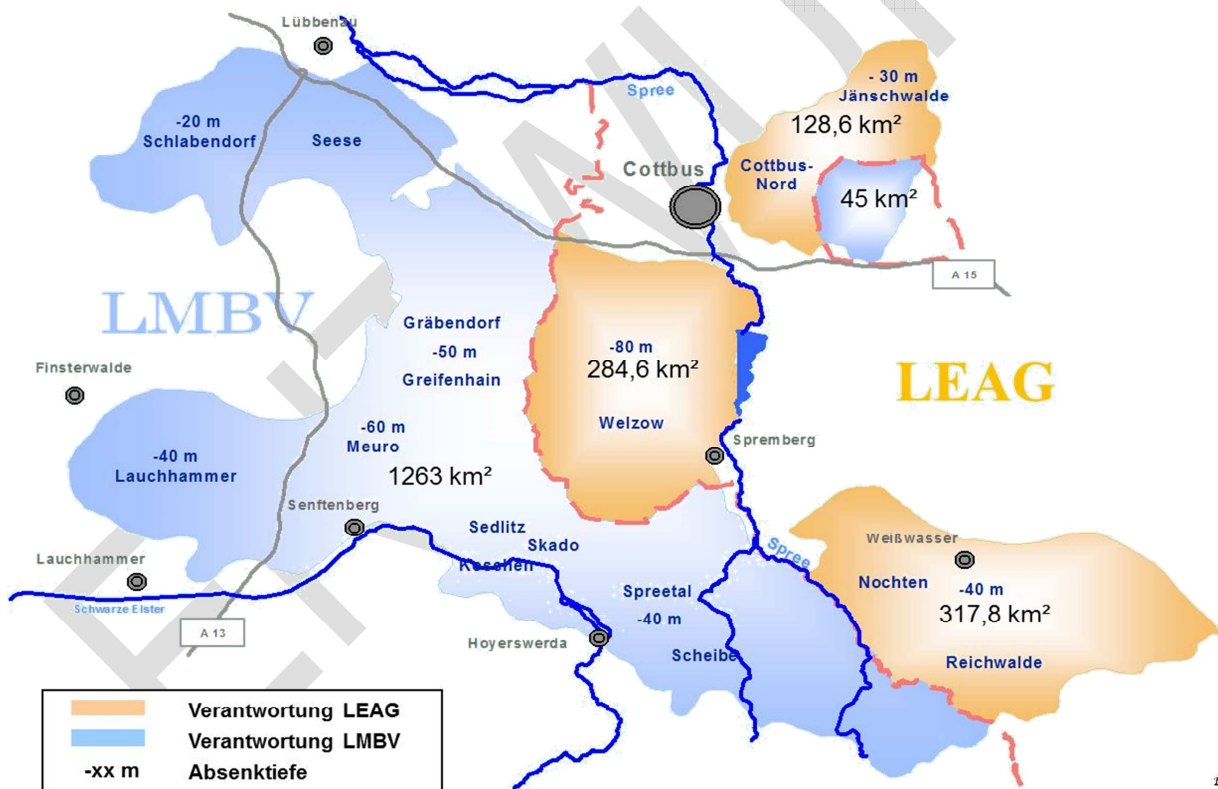 Lübbenau
Spree
- 30 m
Jänschwalde
128,6 km²
-20 m
Schlabendorf
Seese
Cottbus
Cottbus-
Nord
45 km²
A 15
LMBV
Gräbendorf
-50 m
Greifenhain
-80 m
284,6 km²
Welzow
LEAG
Finsterwalde
-60 m
Meuro
1263 km²
Spremberg
-40 m
Lauchhammer
Senftenberg
Sedlitz
Skado
Spree
Weißwasser
Nochten
-40 m
317,8 km²
Reichwalde
Lauchhammer
Schwarze Elster
Spreetal
-40 m
Scheibe
A 13
Hoyerswerda
Verantwortung LEAG
Verantwortung LMBV
-xx m Absenktiefe
1